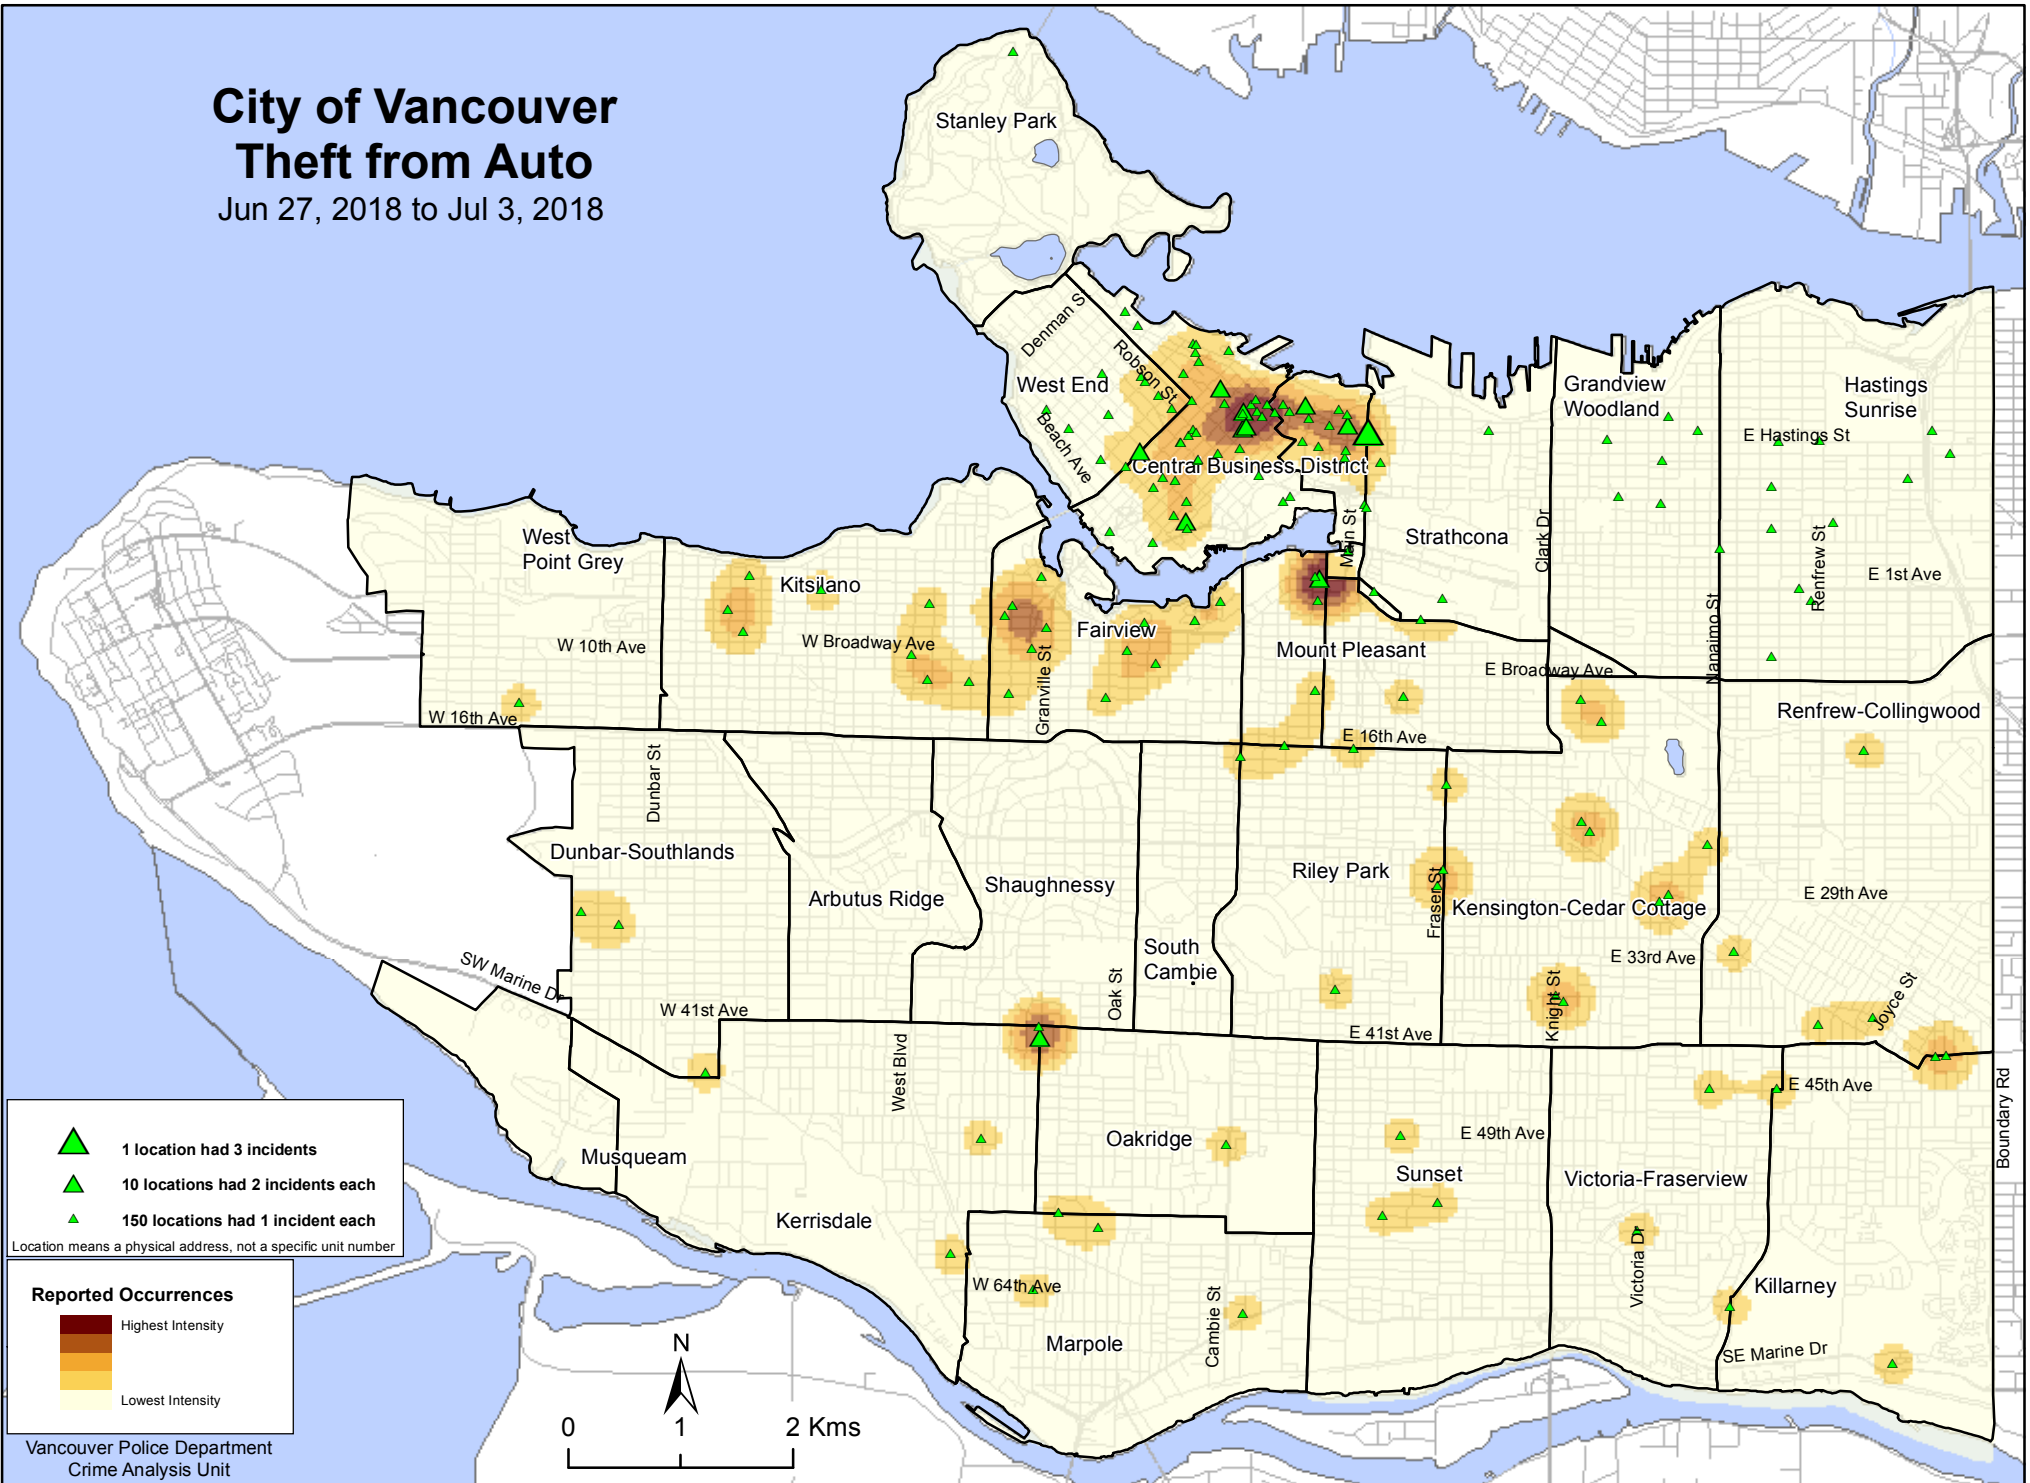 City of Vancouver
Theft from Auto
Jun 27, 2018 to Jul 3, 2018
Stanley Park
Denman St
Robson St
West End
Beach Ave
Central Business District
Grandview
Woodland
Hastings
Sunrise
E Hastings St
Main St
Strathcona
Clark Dr
Nanaimo St
Renfrew St
E 1st Ave
West
Point Grey
Kitsilano
W 10th Ave
W Broadway Ave
Fairview
Granville St
Mount Pleasant
E Broadway Ave
W 16th Ave
E 16th Ave
Renfrew-Collingwood
Dunbar St
Dunbar-Southlands
Arbutus Ridge
Shaughnessy
Riley Park
Fraser St
Kensington-Cedar Cottage
E 29th Ave
South
Cambie
E 33rd Ave
SW Marine Dr
W 41st Ave
Oak St
Knight St
Joyce St
E 41st Ave
West Blvd
E 45th Ave
Boundary Rd
Musqueam
Oakridge
E 49th Ave
Sunset
Victoria-Fraserview
Kerrisdale
Victoria Dr
W 64th Ave
Cambie St
Killarney
Marpole
SE Marine Dr
1 location had 3 incidents
10 locations had 2 incidents each
150 locations had 1 incident each
Location means a physical address, not a specific unit number
Reported Occurrences
Highest Intensity
Lowest Intensity
Vancouver Police Department
Crime Analysis Unit
N
0 1 2 Kms